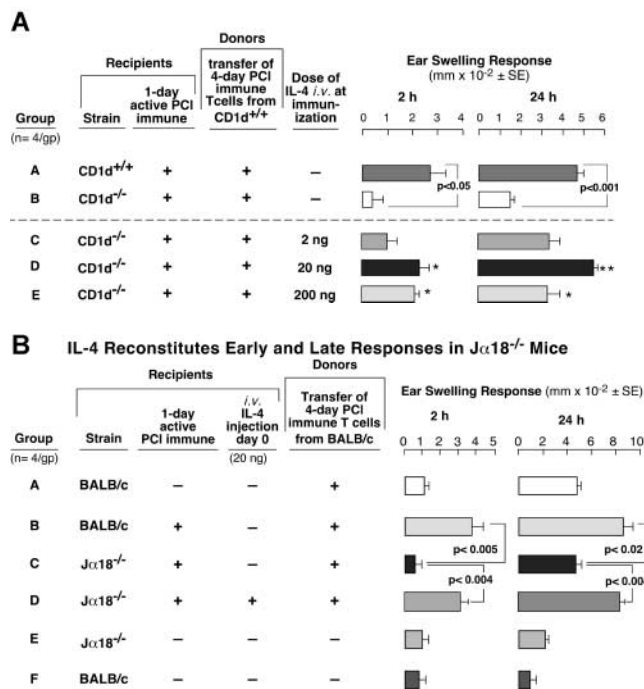 A
Donors
Recipients
transfer of
4-day PCI
immune
Tcells from
CD1d+/+
Dose of
IL-4 i.v. at
immun-
ization
Ear Swelling Response
(mm x 10-2 ± SE)
Group
(n= 4/gp)
Strain
1-day
active PCI
immune
2 h
24 h
0 1 2 3 4
0 1 2 3 4 5 6
A CD1d+/+ + + – p<.05 p<.001
B CD1d-/- + + –
C CD1d-/- + + 2 ng
D CD1d-/- + + 20 ng * **
E CD1d-/- + + 200 ng * *
B IL-4 Reconstitutes Early and Late Responses in Jα18-/- Mice
Donors
Recipients
Group
(n= 4/gp)
Strain
1-day
active
PCI immune
i.v.
IL-4
injection
day 0
(20 ng)
Transfer of
4-day PCI
immune T cells
from BALB/c
Ear Swelling Response (mm x 10-2 ± SE)
2 h
24 h
0 1 2 3 4 5
0 2 4 6 8 10
A BALB/c – – +
B BALB/c + – +
p< 0.005 p< 0.02
C Jα18-/- + – +
p< 0.004
D Jα18-/- + + +
E Jα18-/- – – –
F BALB/c – – –